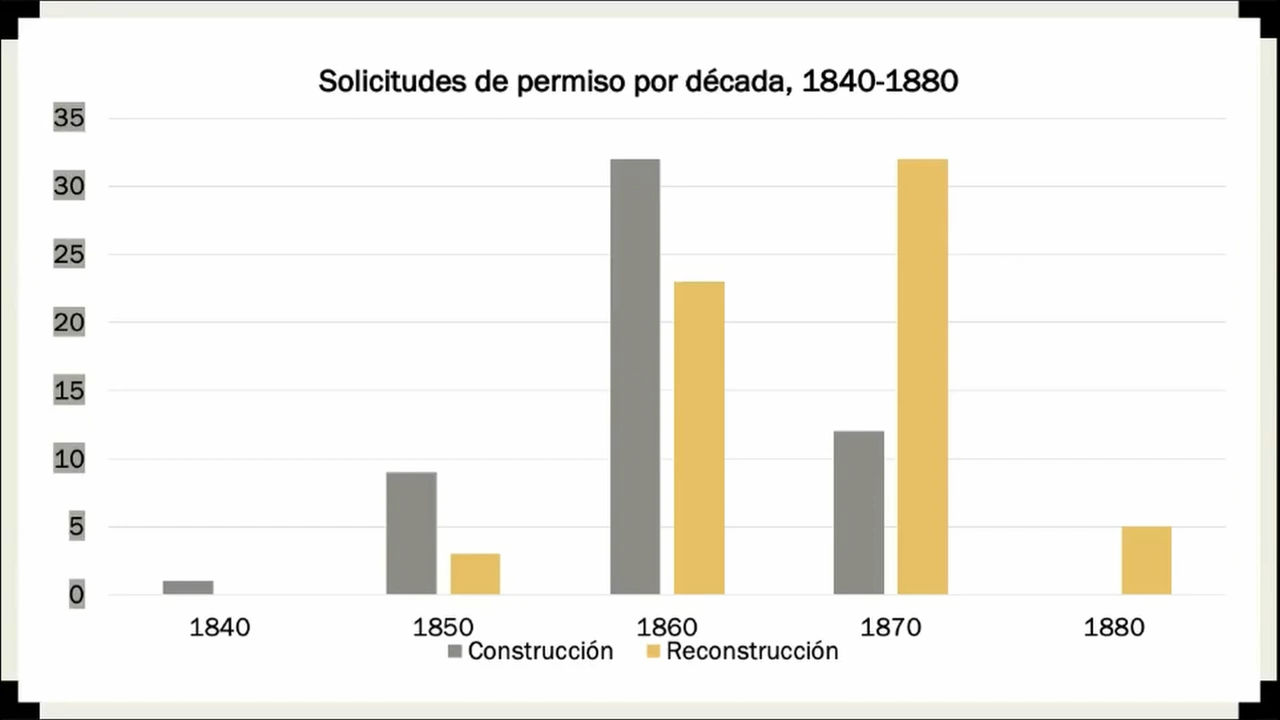 Solicitudes de permiso por década, 1840-1880
35
30
25
20
15
10
5
0
1840 1850 1860 1870 1880
Construcción Reconstrucción